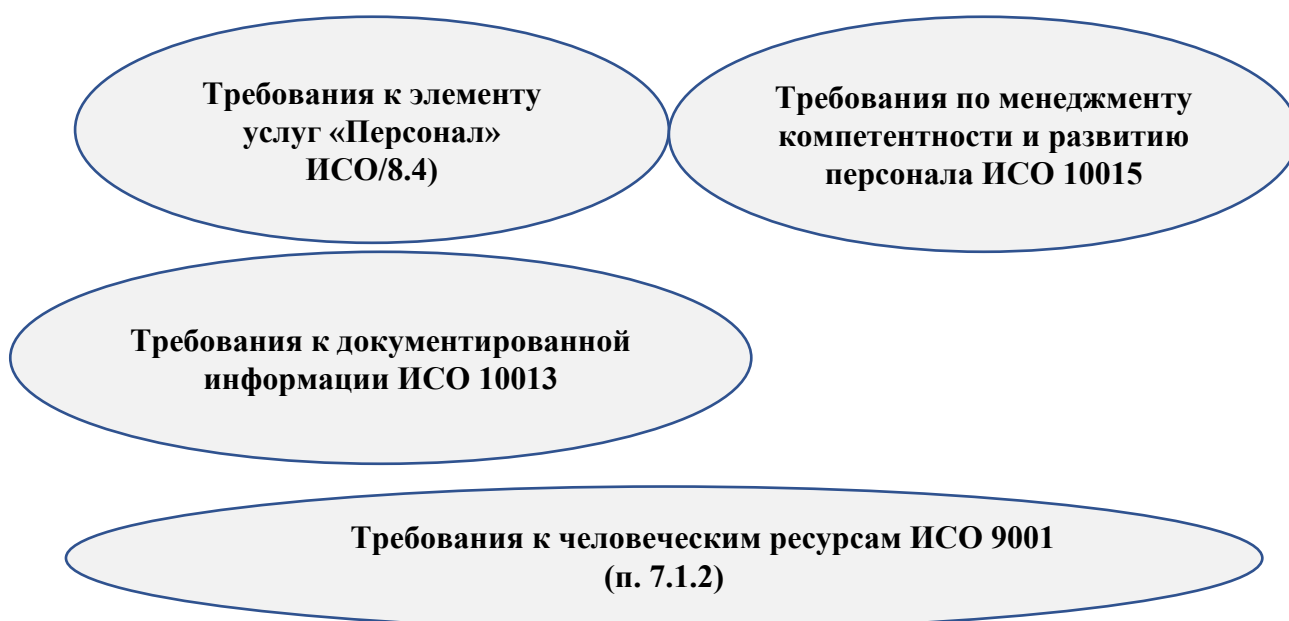 Требования к элементу
услуг «Персонал»
ИСО/8.4)
Требования по менеджменту
компетентности и развитию
персонала ИСО 10015
Требования к документированной
информации ИСО 10013
Требования к человеческим ресурсам ИСО 9001
(п. 7.1.2)